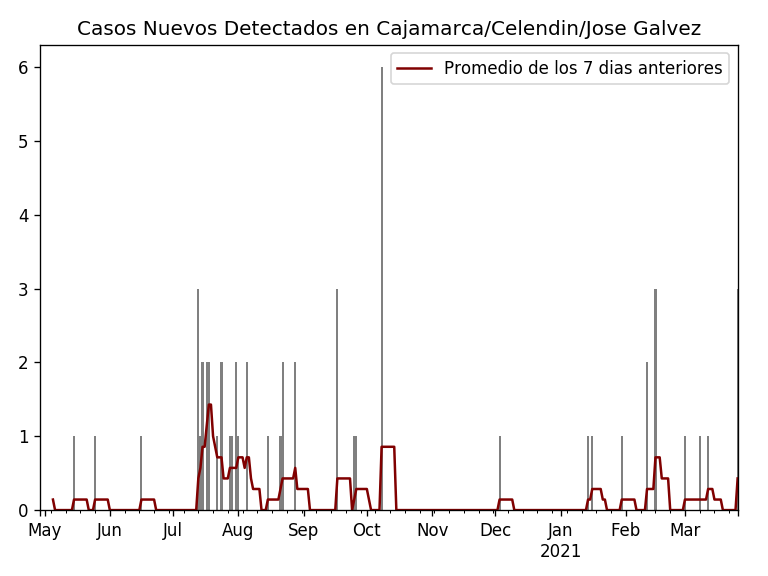 Casos Nuevos Detectados en Cajamarca/Celendin/Jose Galvez
Promedio de los 7 dias anteriores
6
5
4
3
2
1
0
May Jun Jul Aug Sep Oct Nov Dec Jan Feb Mar
2021